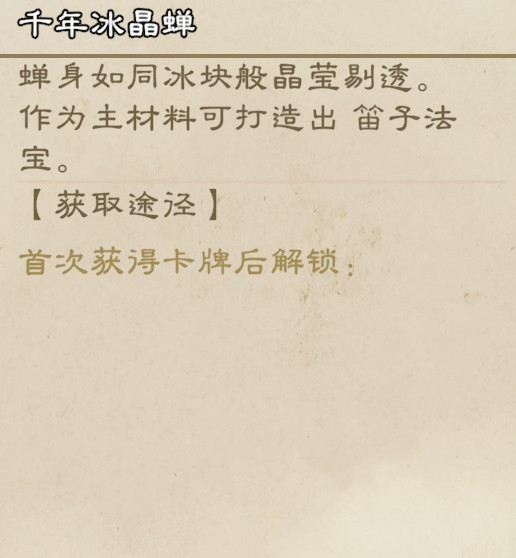 千年冰晶蝉
蝉身如同冰块般晶莹剔透。
作为主材料可打造出 笛子法
宝。
【获取途径】
首次获得卡牌后解锁：